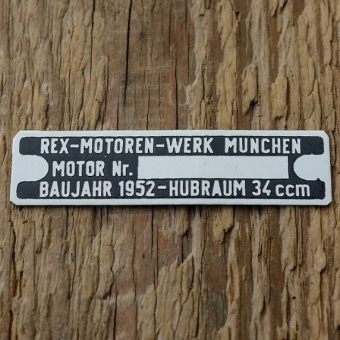 REX-MOTOREN-WERK MUNCHEN
MOTOR Nr.
BAUJAHR 1952-HUBRAUM 34 ccm